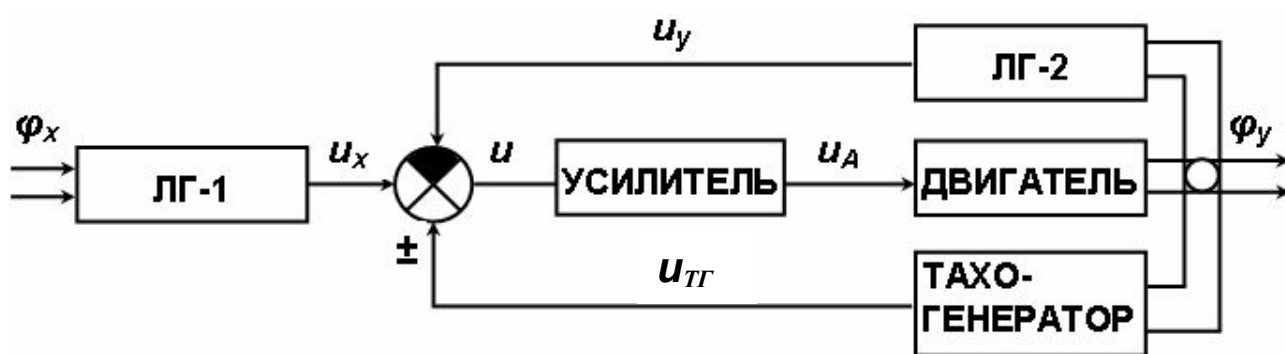 u_y
ЛГ-2
φ_x
u_x
u
u_A
φ_y
ЛГ-1
УСИЛИТЕЛЬ
ДВИГАТЕЛЬ
±
u_ТГ
ТАХО-
ГЕНЕРАТОР